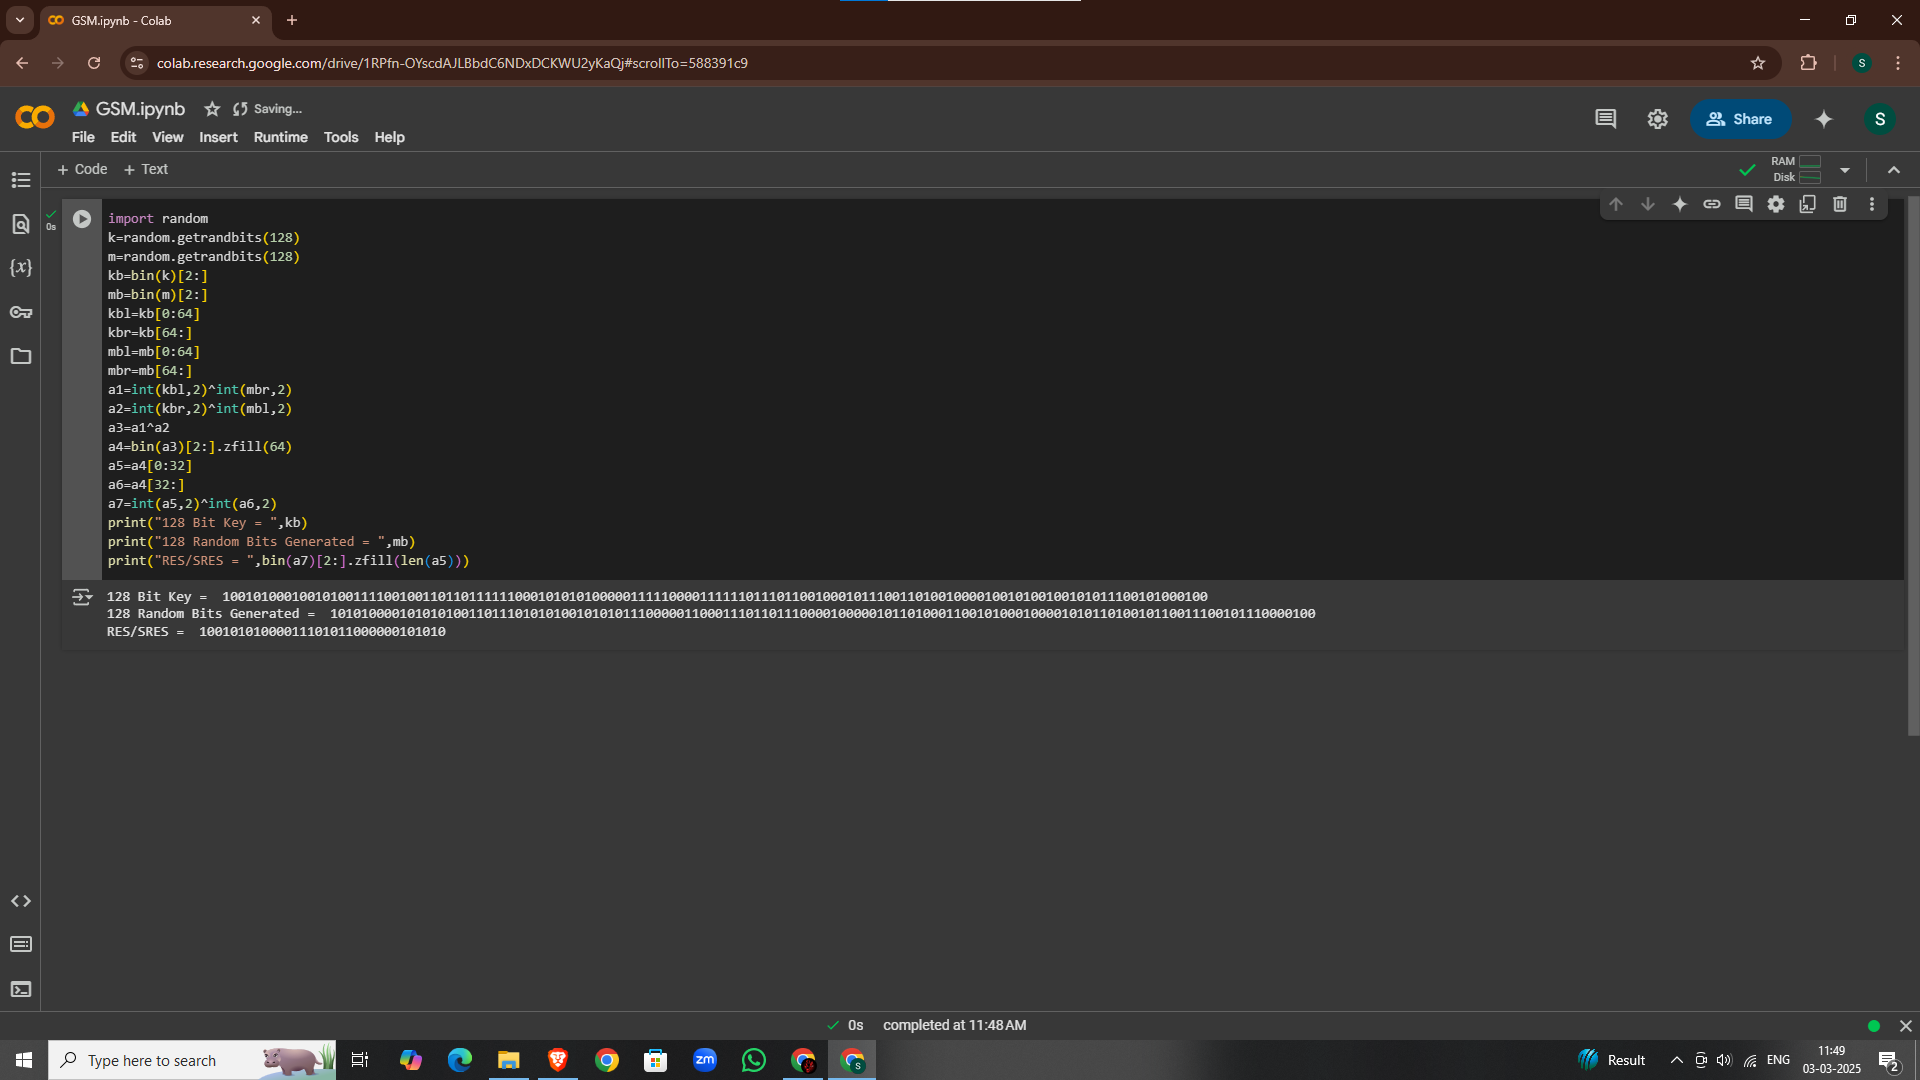 GSM.ipynb - Colab
colab.research.google.com/drive/1RPfn-OYscdAJLBbdC6NDxDCKWU2yKaQj#scrollTo=588391c9
S
GSM.ipynb
Saving...
File Edit View Insert Runtime Tools Help
Share
S
+ Code + Text
RAM
Disk
0s
import random
k=random.getrandbits(128)
m=random.getrandbits(128)
kb=bin(k)[2:]
mb=bin(m)[2:]
kbl=kb[0:64]
kbr=kb[64:]
mbl=mb[0:64]
mbr=mb[64:]
a1=int(kbl,2)^int(mbr,2)
a2=int(kbr,2)^int(mbl,2)
a3=a1^a2
a4=bin(a3)[2:].zfill(64)
a5=a4[0:32]
a6=a4[32:]
a7=int(a5,2)^int(a6,2)
print("128 Bit Key = ",kb)
print("128 Random Bits Generated = ",mb)
print("RES/SRES = ",bin(a7)[2:].zfill(len(a5)))
128 Bit Key =
128 Random Bits Generated =
RES/SRES = 10010101000011101011000000101010
{x}
0s completed at 11:48 AM
Type here to search
zm
S
Result
ENG
11:49
03-03-2025
2